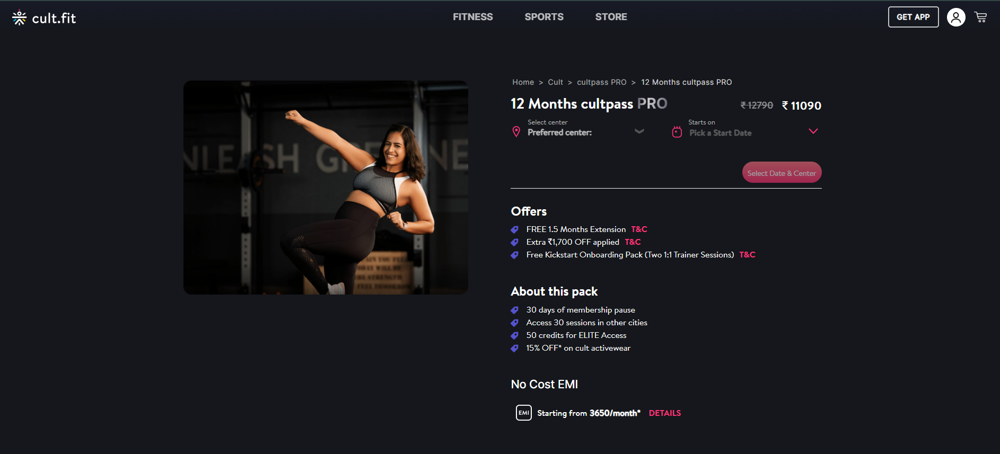 cult.fit
FITNESS SPORTS STORE
GET APP
Home > Cult > cultpass PRO > 12 Months cultpass PRO
12 Months cultpass PRO ₹ 12790 ₹ 11090
Select center
Preferred center:
Starts on
Pick a Start Date
Select Date & Center
Offers
FREE 1.5 Months Extension T&C
Extra ₹1,700 OFF applied T&C
Free Kickstart Onboarding Pack (Two 1:1 Trainer Sessions) T&C
About this pack
30 days of membership pause
Access 30 sessions in other cities
50 credits for ELITE Access
15% OFF* on cult activewear
No Cost EMI
EMI Starting from 3650/month* DETAILS